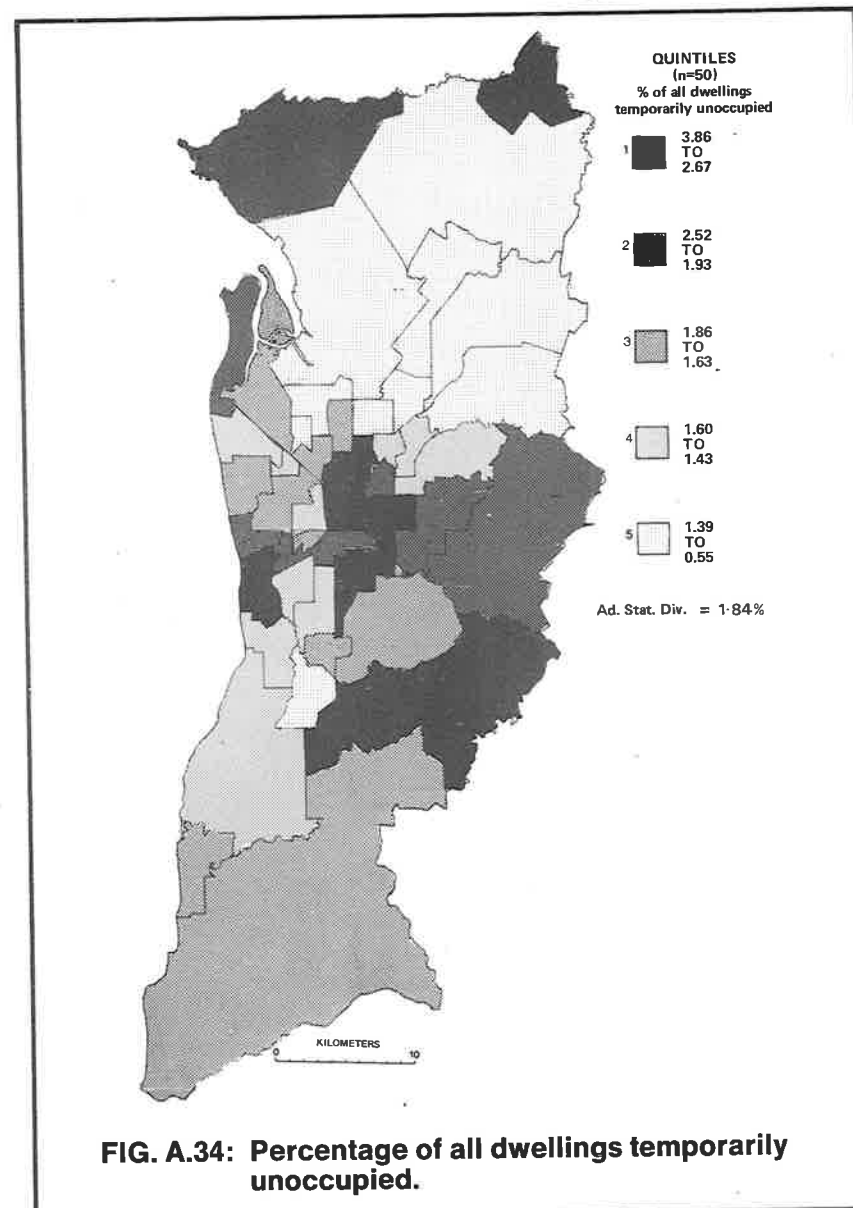 QUINTILES
(n=50)
% of all dwellings
temporarily unoccupied
1 3.86
TO
2.67
2 2.52
TO
1.93
3 1.86
TO
1.63
4 1.60
TO
1.43
5 1.39
TO
0.55
Ad. Stat. Div. = 1·84%
KILOMETERS
0 10
FIG. A.34: Percentage of all dwellings temporarily
unoccupied.